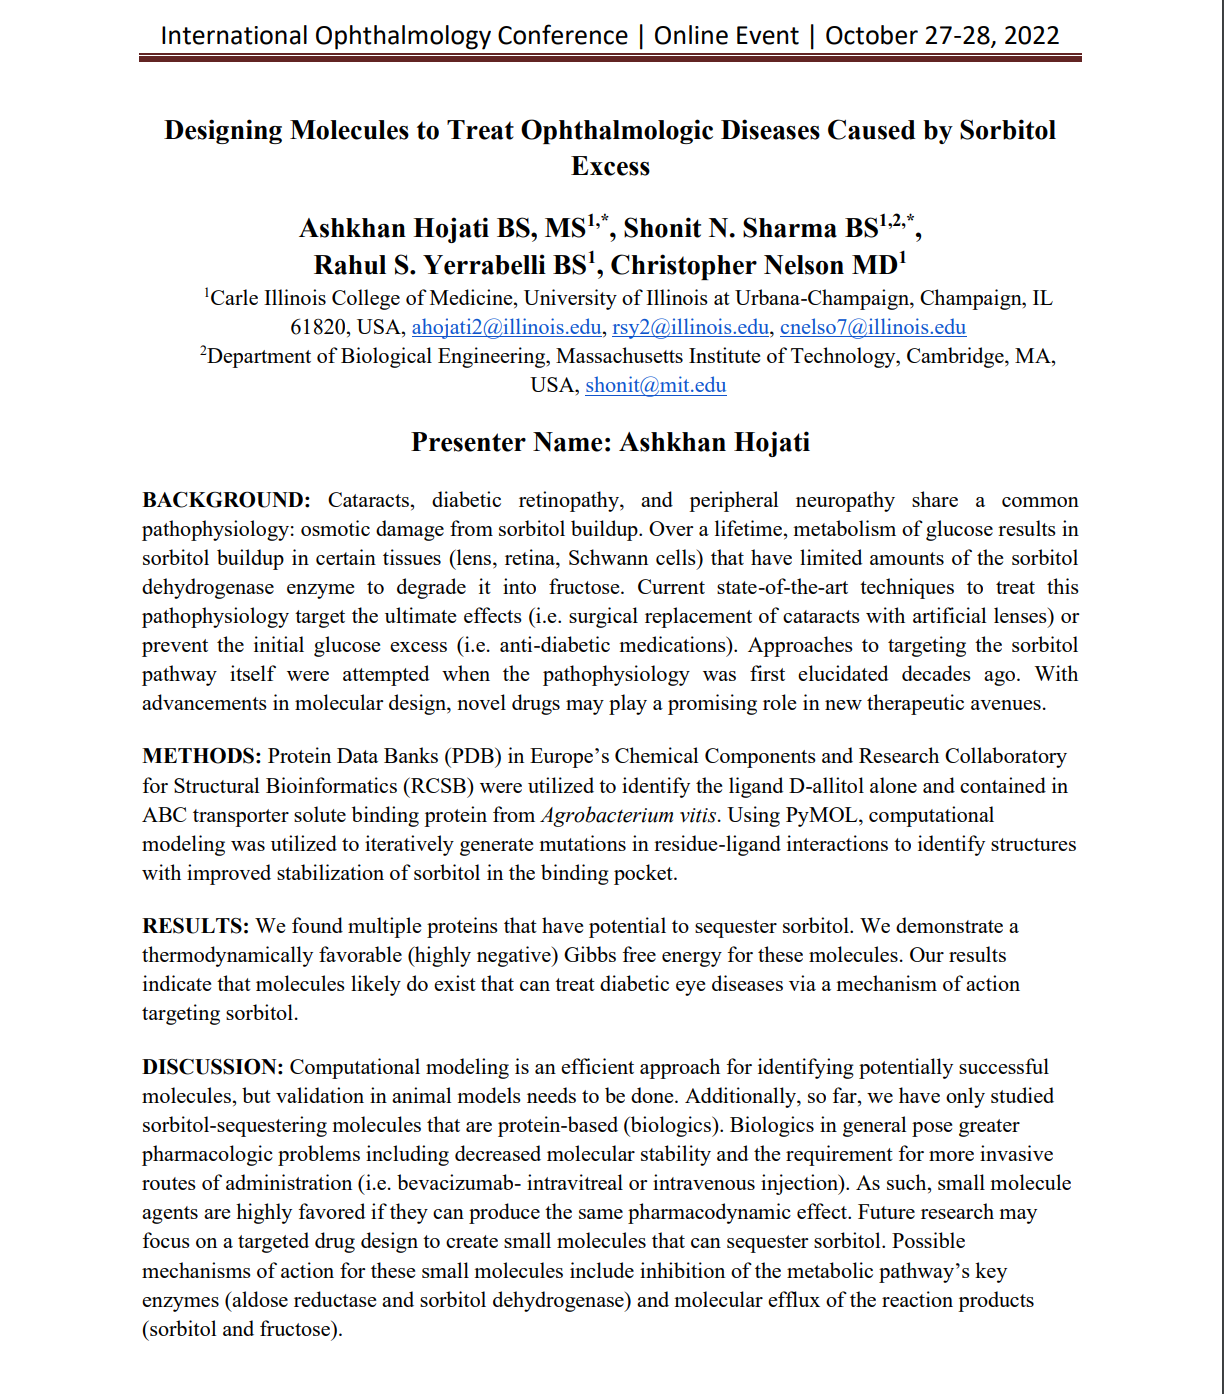 International Ophthalmology Conference | Online Event | October 27-28, 2022
Designing Molecules to Treat Ophthalmologic Diseases Caused by Sorbitol
Excess
Ashkhan Hojati BS, MS1,*, Shonit N. Sharma BS1,2,*,
Rahul S. Yerrabelli BS1, Christopher Nelson MD1
1Carle Illinois College of Medicine, University of Illinois at Urbana-Champaign, Champaign, IL
61820, USA, ahojati2@illinois.edu, rsy2@illinois.edu, cnelso7@illinois.edu
2Department of Biological Engineering, Massachusetts Institute of Technology, Cambridge, MA,
USA, shonit@mit.edu
Presenter Name: Ashkhan Hojati
BACKGROUND: Cataracts, diabetic retinopathy, and peripheral neuropathy share a common
pathophysiology: osmotic damage from sorbitol buildup. Over a lifetime, metabolism of glucose results in
sorbitol buildup in certain tissues (lens, retina, Schwann cells) that have limited amounts of the sorbitol
dehydrogenase enzyme to degrade it into fructose. Current state-of-the-art techniques to treat this
pathophysiology target the ultimate effects (i.e. surgical replacement of cataracts with artificial lenses) or
prevent the initial glucose excess (i.e. anti-diabetic medications). Approaches to targeting the sorbitol
pathway itself were attempted when the pathophysiology was first elucidated decades ago. With
advancements in molecular design, novel drugs may play a promising role in new therapeutic avenues.
METHODS: Protein Data Banks (PDB) in Europe’s Chemical Components and Research Collaboratory
for Structural Bioinformatics (RCSB) were utilized to identify the ligand D-allitol alone and contained in
ABC transporter solute binding protein from Agrobacterium vitis. Using PyMOL, computational
modeling was utilized to iteratively generate mutations in residue-ligand interactions to identify structures
with improved stabilization of sorbitol in the binding pocket.
RESULTS: We found multiple proteins that have potential to sequester sorbitol. We demonstrate a
thermodynamically favorable (highly negative) Gibbs free energy for these molecules. Our results
indicate that molecules likely do exist that can treat diabetic eye diseases via a mechanism of action
targeting sorbitol.
DISCUSSION: Computational modeling is an efficient approach for identifying potentially successful
molecules, but validation in animal models needs to be done. Additionally, so far, we have only studied
sorbitol-sequestering molecules that are protein-based (biologics). Biologics in general pose greater
pharmacologic problems including decreased molecular stability and the requirement for more invasive
routes of administration (i.e. bevacizumab- intravitreal or intravenous injection). As such, small molecule
agents are highly favored if they can produce the same pharmacodynamic effect. Future research may
focus on a targeted drug design to create small molecules that can sequester sorbitol. Possible
mechanisms of action for these small molecules include inhibition of the metabolic pathway’s key
enzymes (aldose reductase and sorbitol dehydrogenase) and molecular efflux of the reaction products
(sorbitol and fructose).